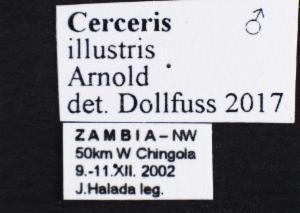 Cerceris ♂
illustris
Arnold
det. Dollfuss 2017
ZAMBIA – NW
50km W Chingola
9.-11.XII. 2002
J.Halada leg.